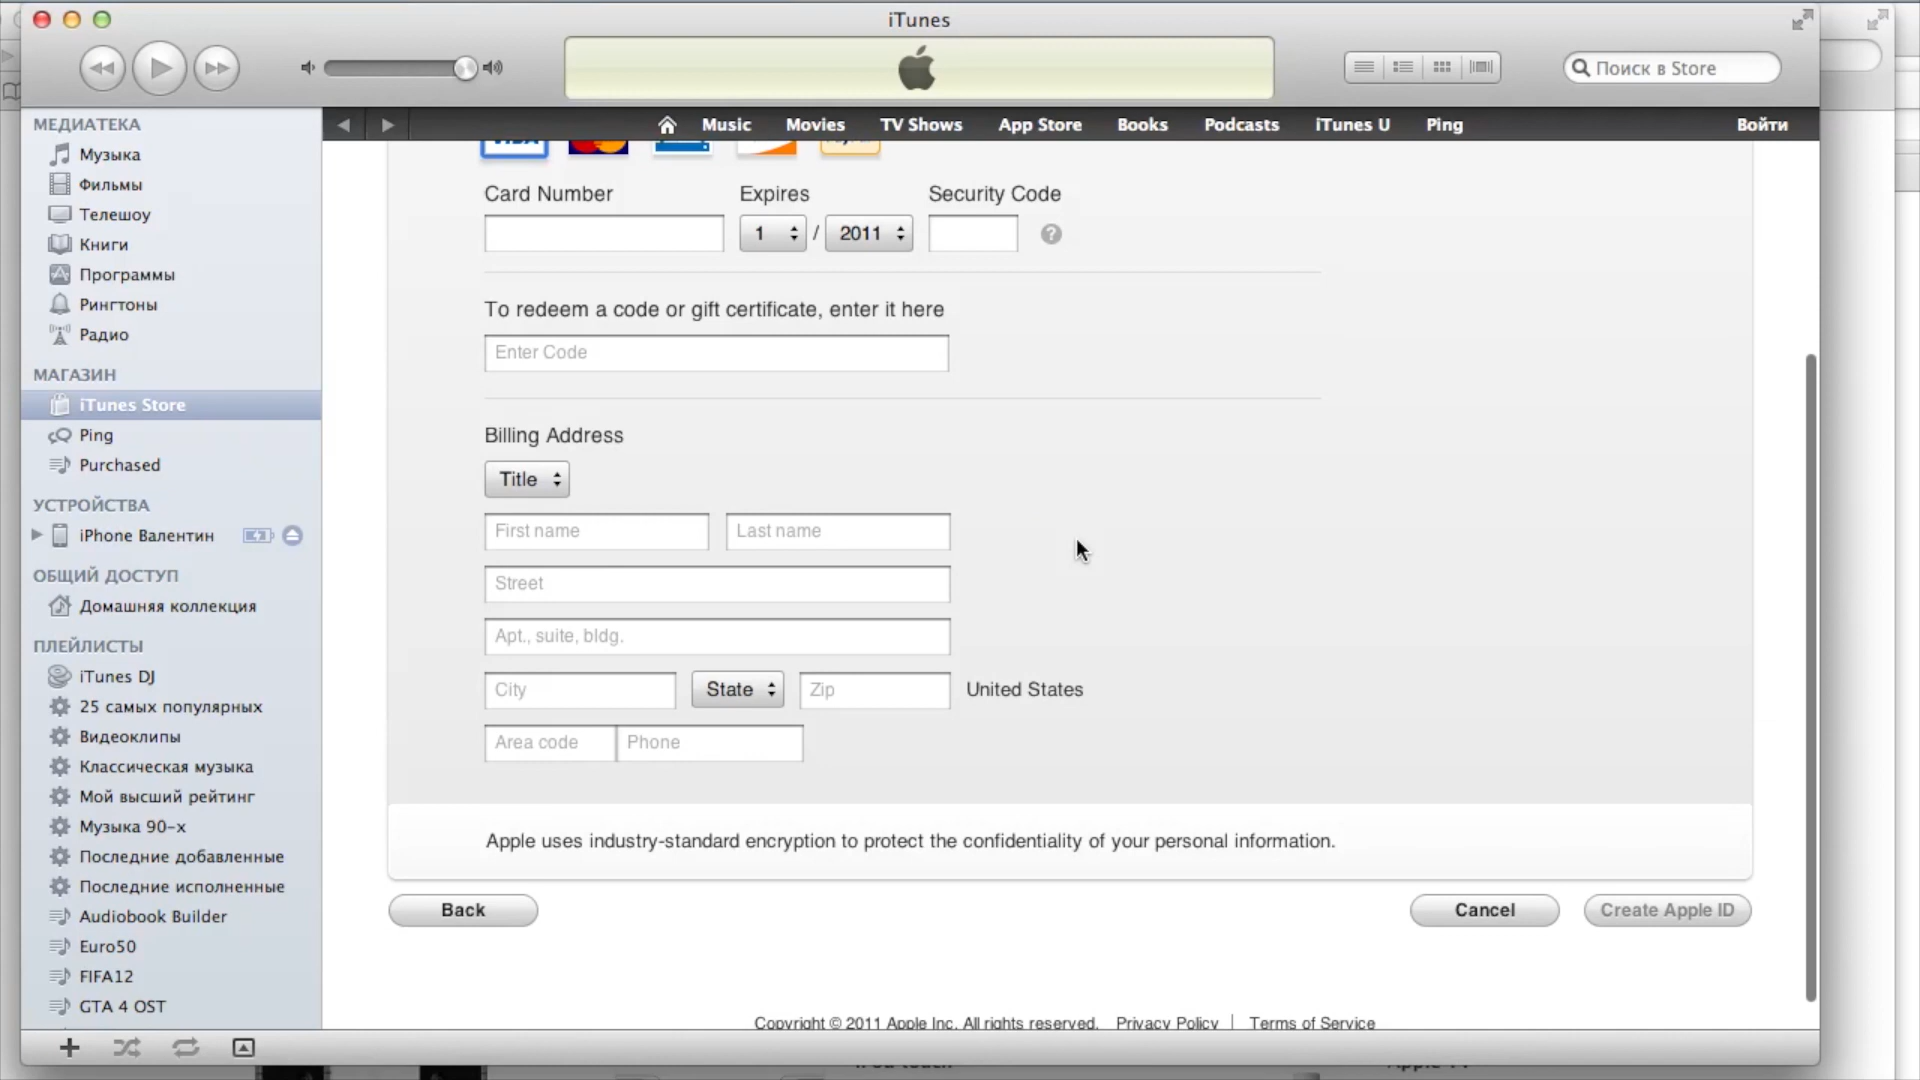 iTunes
Поиск в Store
Music Movies TV Shows App Store Books Podcasts iTunes U Ping Войти
МЕДИАТЕКА
Музыка
Фильмы
Телешоу
Книги
Программы
Рингтоны
Радио
МАГАЗИН
iTunes Store
Ping
Purchased
УСТРОЙСТВА
iPhone Валентин
ОБЩИЙ ДОСТУП
Домашняя коллекция
ПЛЕЙЛИСТЫ
iTunes DJ
25 самых популярных
Видеоклипы
Классическая музыка
Мой высший рейтинг
Музыка 90-х
Последние добавленные
Последние исполненные
Audiobook Builder
Euro50
FIFA12
GTA 4 OST
VISA
Card Number Expires Security Code
1 / 2011 ?
To redeem a code or gift certificate, enter it here
Enter Code
Billing Address
Title
First name Last name
Street
Apt., suite, bldg.
City State Zip United States
Area code Phone
Apple uses industry-standard encryption to protect the confidentiality of your personal information.
Back Cancel Create Apple ID
Copyright © 2011 Apple Inc. All rights reserved. Privacy Policy | Terms of Service